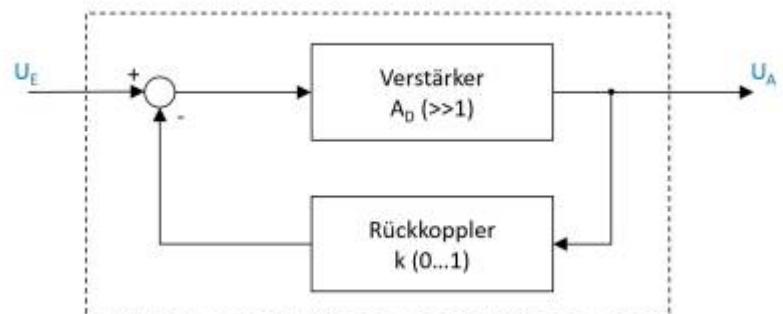 U_E
+
-
Verstärker
A_D (>>1)
U_A
Rückkoppler
k (0...1)